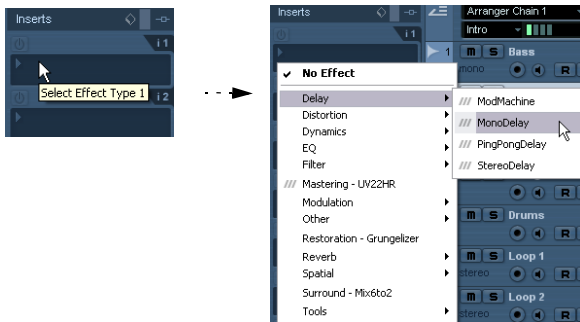 Inserts
i 1
Select Effect Type 1
i 2
Inserts
i 1
No Effect
Delay
Distortion
Dynamics
EQ
Filter
Mastering - UV22HR
Modulation
Other
Restoration - Grungelizer
Reverb
Spatial
Surround - Mix6to2
Tools
ModMachine
MonoDelay
PingPongDelay
StereoDelay
Arranger Chain 1
Intro
1 m S Bass
mono R
R
m S Drums
R
m S Loop 1
stereo R
m S Loop 2
stereo R